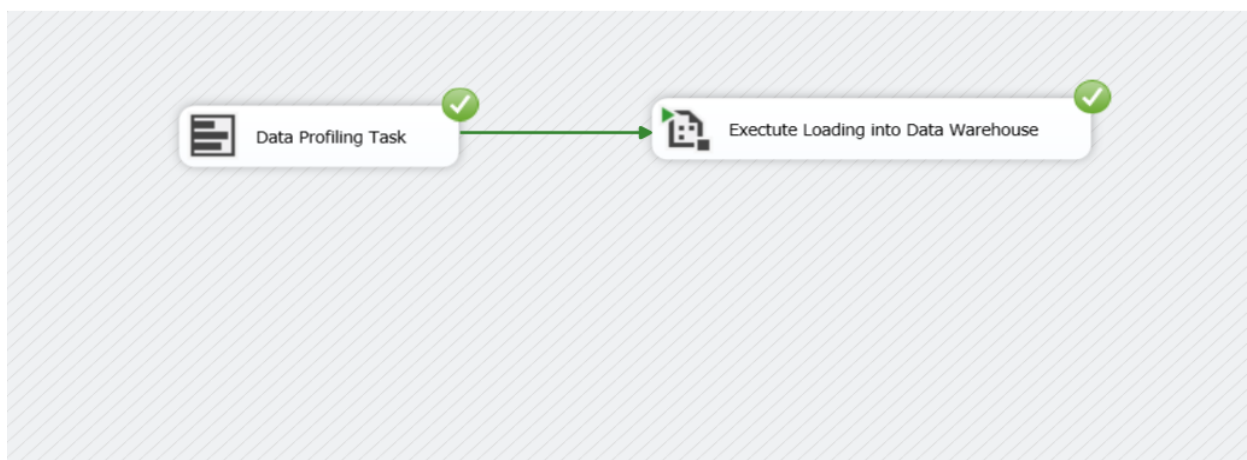 Data Profiling Task
Exectute Loading into Data Warehouse